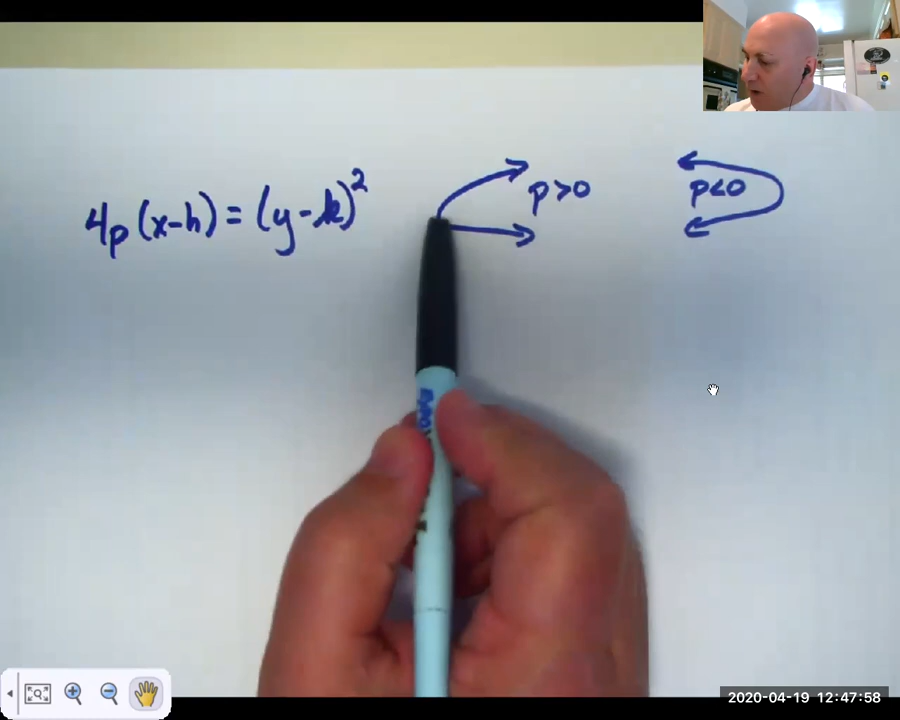 4p(x-h) = (y-k)² p>0 p<0
2020-04-19 12:47:58